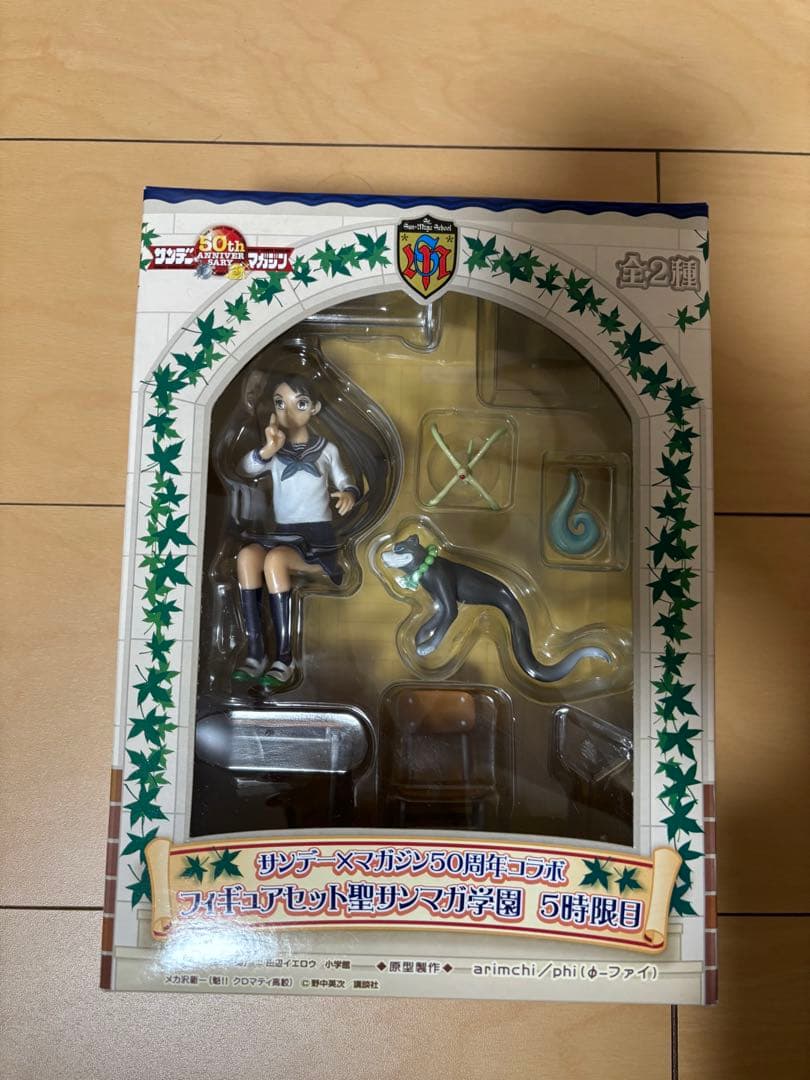 サンデー 50th ANNIVERSARY マガジン
The
Sun-Maga School
全2種
サンデー×マガジン50周年コラボ
フィギュアセット聖サンマガ学園 5時限目
田辺イエロウ 小学館
◆原型製作◆ arimchi/phi(φ-ファイ)
メカ沢新一(魁!! クロマティ高校) ©野中英次 講談社